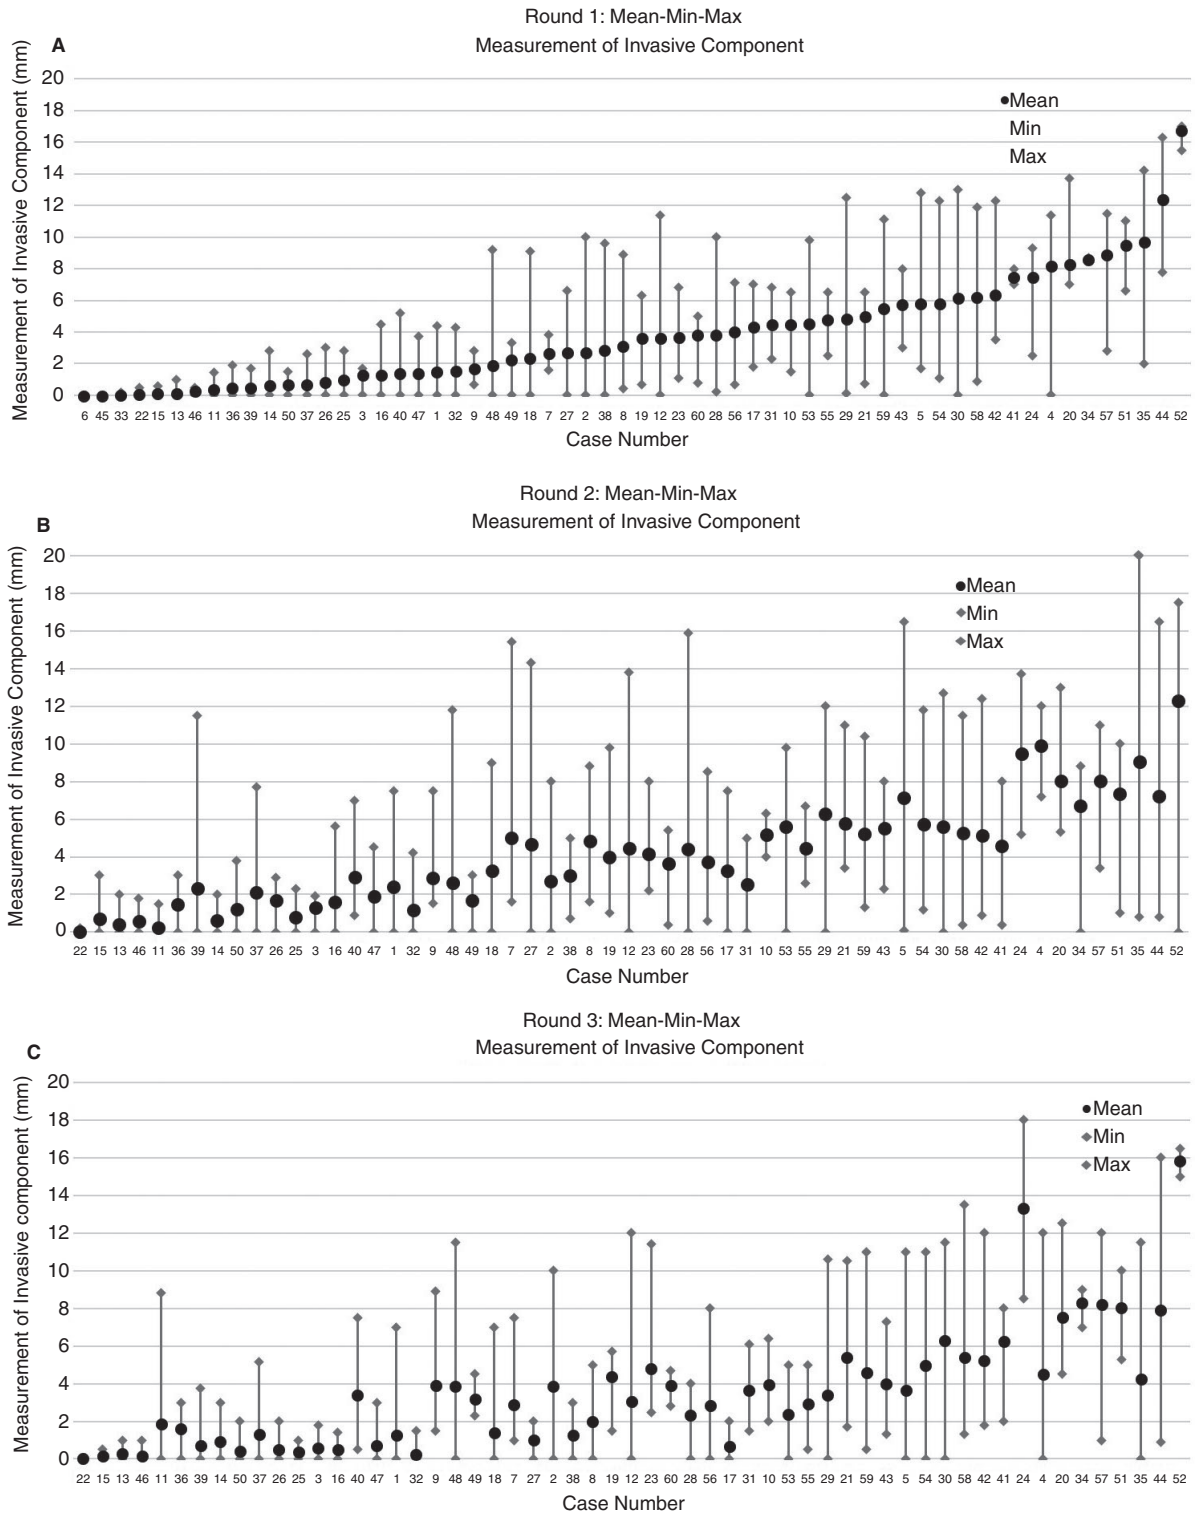 Round 1: Mean-Min-Max
A
Measurement of Invasive Component
Measurement of Invasive Component (mm)
20
18
16
14
12
10
8
6
4
2
0
Mean
Min
Max
6 45 33 22 15 13 46 11 36 39 14 50 37 26 25 3 16 40 47 1 32 9 48 49 18 7 27 2 38 8 19 12 23 60 28 56 17 31 10 53 55 29 21 59 43 5 54 30 58 42 41 24 4 20 34 57 51 35 44 52
Case Number
Round 2: Mean-Min-Max
B
Measurement of Invasive Component
Measurement of Invasive Component (mm)
20
18
16
14
12
10
8
6
4
2
0
Mean
Min
Max
22 15 13 46 11 36 39 14 50 37 26 25 3 16 40 47 1 32 9 48 49 18 7 27 2 38 8 19 12 23 60 28 56 17 31 10 53 55 29 21 59 43 5 54 30 58 42 41 24 4 20 34 57 51 35 44 52
Case Number
Round 3: Mean-Min-Max
C
Measurement of Invasive Component
Measurement of Invasive component (mm)
20
18
16
14
12
10
8
6
4
2
0
Mean
Min
Max
22 15 13 46 11 36 39 14 50 37 26 25 3 16 40 47 1 32 9 48 49 18 7 27 2 38 8 19 12 23 60 28 56 17 31 10 53 55 29 21 59 43 5 54 30 58 42 41 24 4 20 34 57 51 35 44 52
Case Number